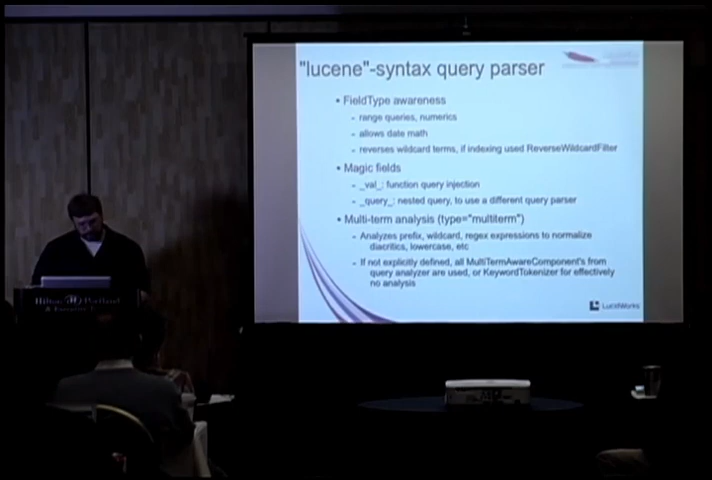 "lucene"-syntax query parser
• FieldType awareness
- range queries, numerics
- allows date math
- reverses wildcard terms, if indexing used ReverseWildcardFilter
• Magic fields
- _val_: function query injection
- _query_: nested query, to use a different query parser
• Multi-term analysis (type="multiterm")
- Analyzes prefix, wildcard, regex expressions to normalize
diacritics, lowercase, etc
- If not explicitly defined, all MultiTermAwareComponent's from
query analyzer are used, or KeywordTokenizer for effectively
no analysis
LucidWorks
Hilton Portland
& Executive